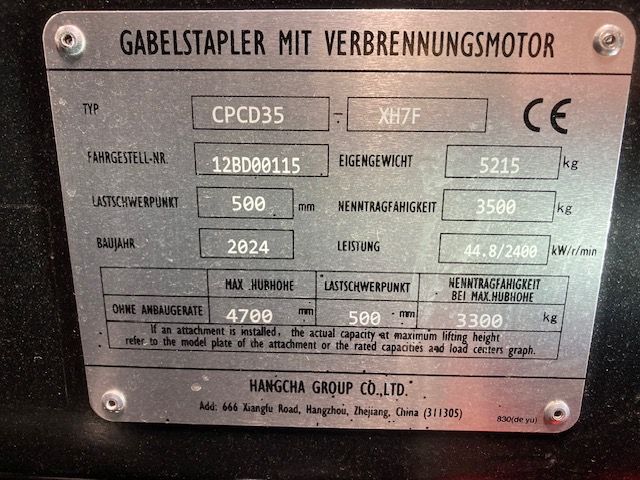 GABELSTAPLER MIT VERBRENNUNGSMOTOR
TYP CPCD35 - XH7F CE
FAHRGESTELL-NR. 12BD00115 EIGENGEWICHT 5215 kg
LASTSCHWERPUNKT 500 mm NENNTRAGFÄHIGKEIT 3500 kg
BAUJAHR 2024 LEISTUNG 44.8/2400 kW/r/min
MAX .HUBHOHE LASTSCHWERPUNKT NENNTRAGFÄHIGKEIT
BEI MAX.HUBHOHE
OHNE ANBAUGERATE 4700 mm 500 mm 3300 kg
If an attachment is installed, the actual capacity at maximum lifting height
refer to the model plate of the attachment or the rated capacities and load centers graph.
HANGCHA GROUP CO.,LTD.
Add: 666 Xiangfu Road, Hangzhou, Zhejiang, China (311305)
830(de yu)